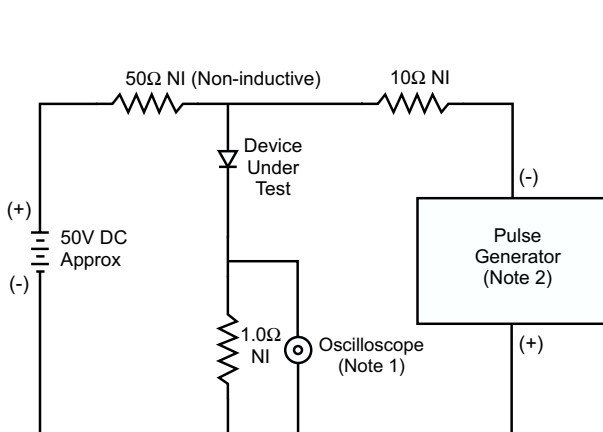 50Ω NI (Non-inductive)
10Ω NI
Device
Under
Test
(-)
(+)
50V DC
Approx
(-)
Pulse
Generator
(Note 2)
1.0Ω
NI
Oscilloscope
(Note 1)
(+)